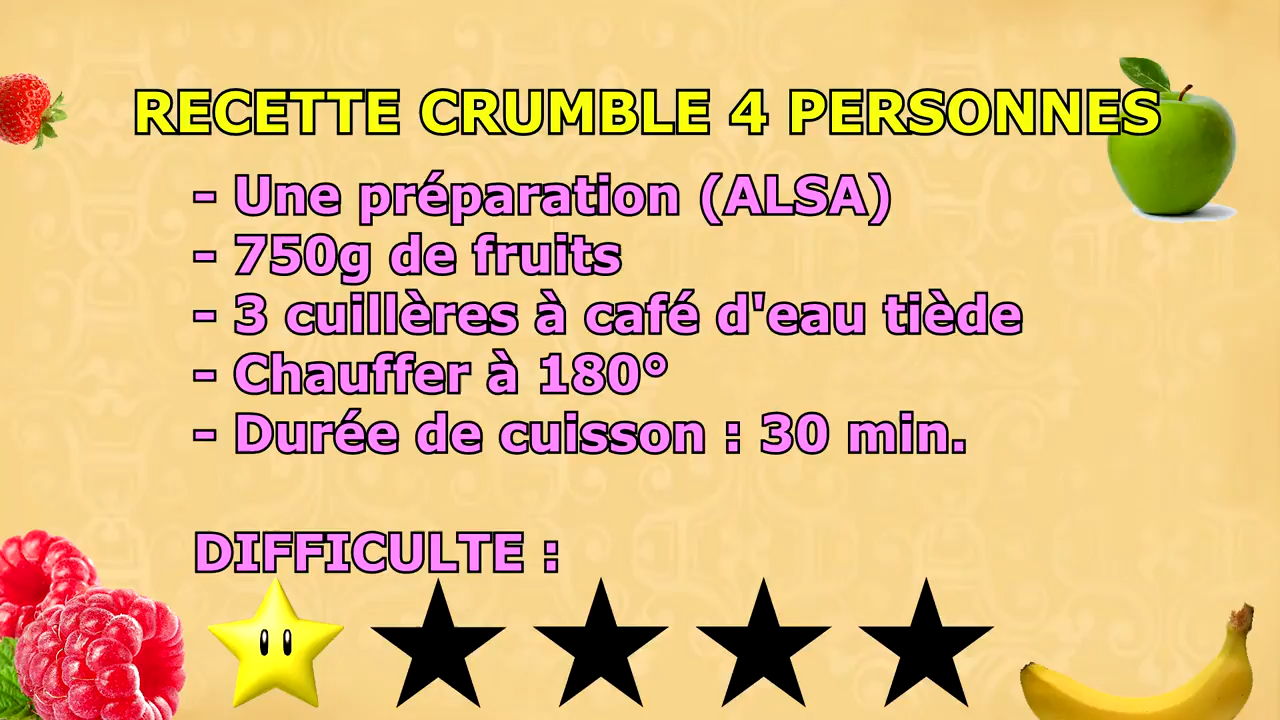 RECETTE CRUMBLE 4 PERSONNES
- Une préparation (ALSA)
- 750g de fruits
- 3 cuillères à café d'eau tiède
- Chauffer à 180°
- Durée de cuisson : 30 min.
DIFFICULTE :